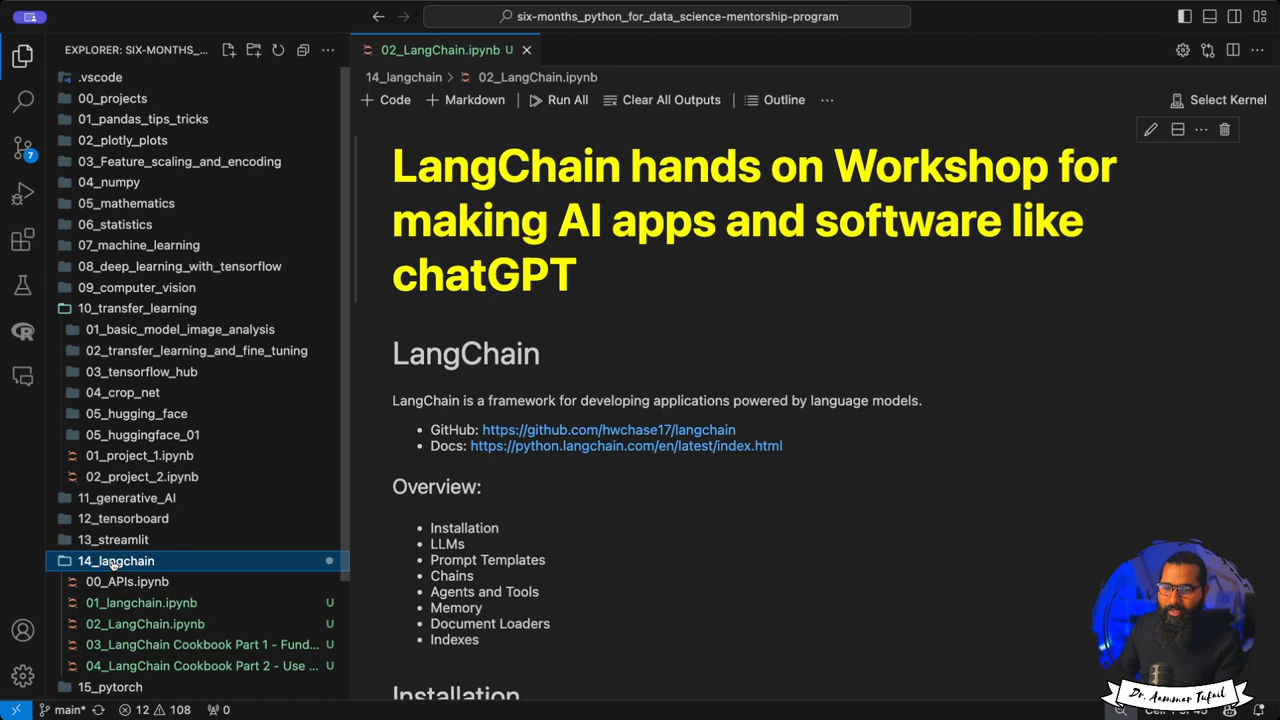 six-months_python_for_data_science-mentorship-program
EXPLORER: SIX-MONTHS_...
.vscode
00_projects
01_pandas_tips_tricks
02_plotly_plots
03_Feature_scaling_and_encoding
04_numpy
05_mathematics
06_statistics
07_machine_learning
08_deep_learning_with_tensorflow
09_computer_vision
10_transfer_learning
01_basic_model_image_analysis
02_transfer_learning_and_fine_tuning
03_tensorflow_hub
04_crop_net
05_hugging_face
05_huggingface_01
01_project_1.ipynb
02_project_2.ipynb
11_generative_AI
12_tensorboard
13_streamlit
14_langchain
00_APIs.ipynb
01_langchain.ipynb U
02_LangChain.ipynb U
03_LangChain Cookbook Part 1 - Fund... U
04_LangChain Cookbook Part 2 - Use ... U
15_pytorch
02_LangChain.ipynb U
14_langchain > 02_LangChain.ipynb
+ Code + Markdown Run All Clear All Outputs Outline ... Select Kernel
LangChain hands on Workshop for
making AI apps and software like
chatGPT
LangChain
LangChain is a framework for developing applications powered by language models.
• GitHub: https://github.com/hwchase17/langchain
• Docs: https://python.langchain.com/en/latest/index.html
Overview:
• Installation
• LLMs
• Prompt Templates
• Chains
• Agents and Tools
• Memory
• Document Loaders
• Indexes
Installation
7
main* 12 108 0
Dr. Aammar Tufail